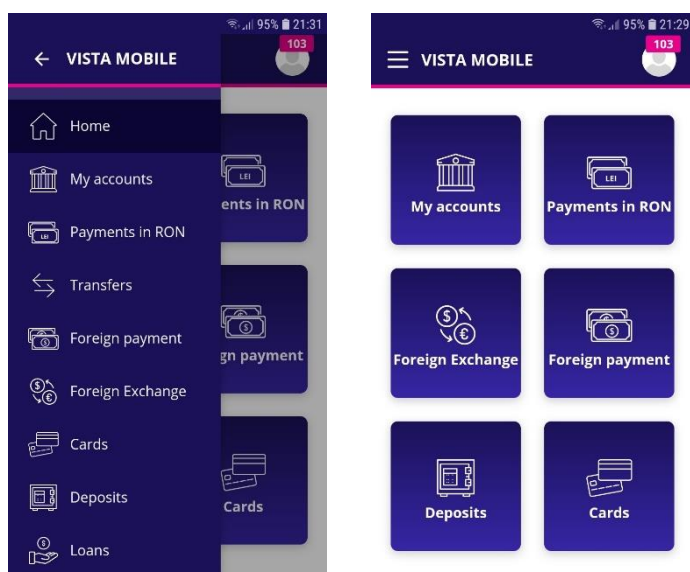 95% 21:31
103
VISTA MOBILE
Home
My accounts
Payments in RON
Transfers
Foreign payment
Foreign Exchange
Cards
Deposits
Loans
LEI
ents in RON
gn payment
Cards
95% 21:29
103
VISTA MOBILE
LEI
My accounts
Payments in RON
Foreign Exchange
Foreign payment
Deposits
Cards